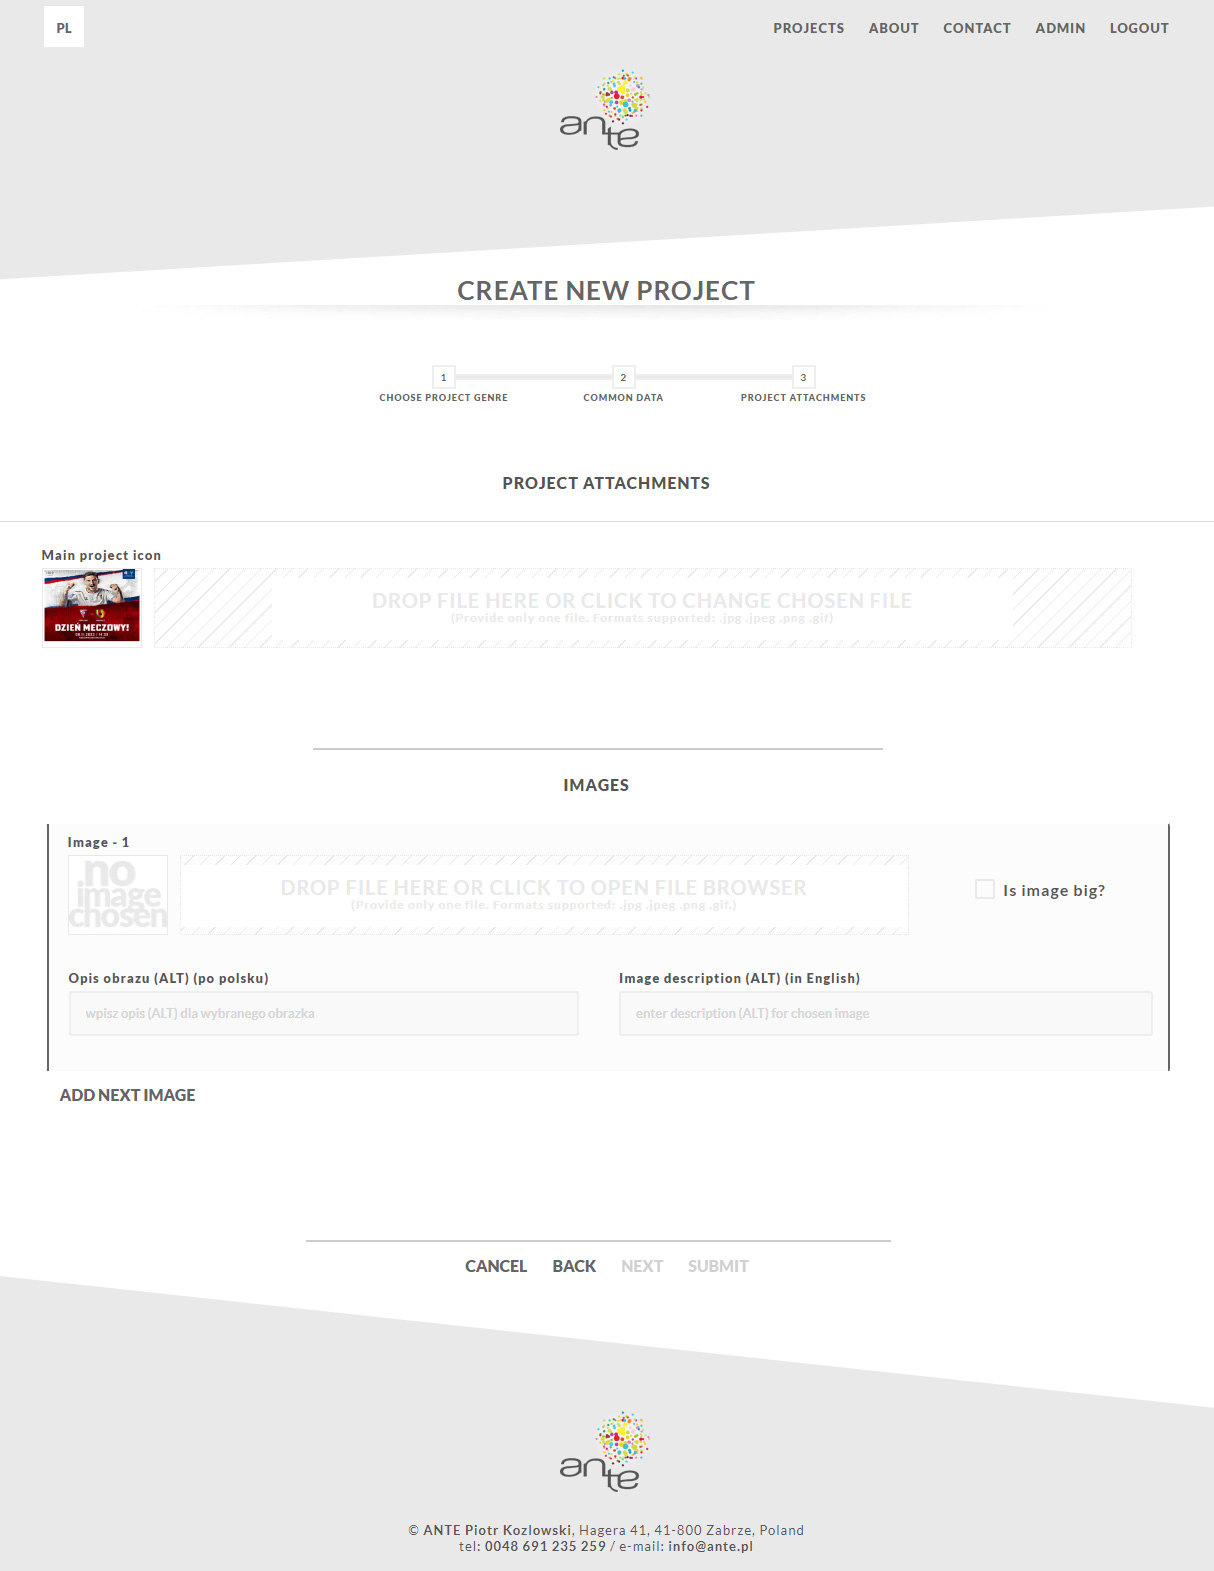 PL
PROJECTS ABOUT CONTACT ADMIN LOGOUT
ante
CREATE NEW PROJECT
1 2 3
CHOOSE PROJECT GENRE COMMON DATA PROJECT ATTACHMENTS
PROJECT ATTACHMENTS
Main project icon
DZIEŃ MECZOWY!
DROP FILE HERE OR CLICK TO CHANGE CHOSEN FILE
(Provide only one file. Formats supported: .jpg .jpeg .png .gif)
IMAGES
Image - 1
.no
image
chosen
DROP FILE HERE OR CLICK TO OPEN FILE BROWSER
(Provide only one file. Formats supported: .jpg .jpeg .png .gif.)
Is image big?
Opis obrazu (ALT) (po polsku) Image description (ALT) (in English)
wpisz opis (ALT) dla wybranego obrazka enter description (ALT) for chosen image
ADD NEXT IMAGE
CANCEL BACK NEXT SUBMIT
ante
© ANTE Piotr Kozlowski, Hagera 41, 41-800 Zabrze, Poland
tel: 0048 691 235 259 / e-mail: info@ante.pl